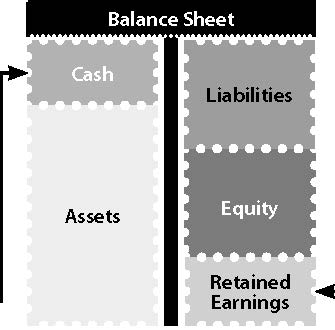 Balance Sheet
Cash
Assets
Liabilities
Equity
Retained
Earnings